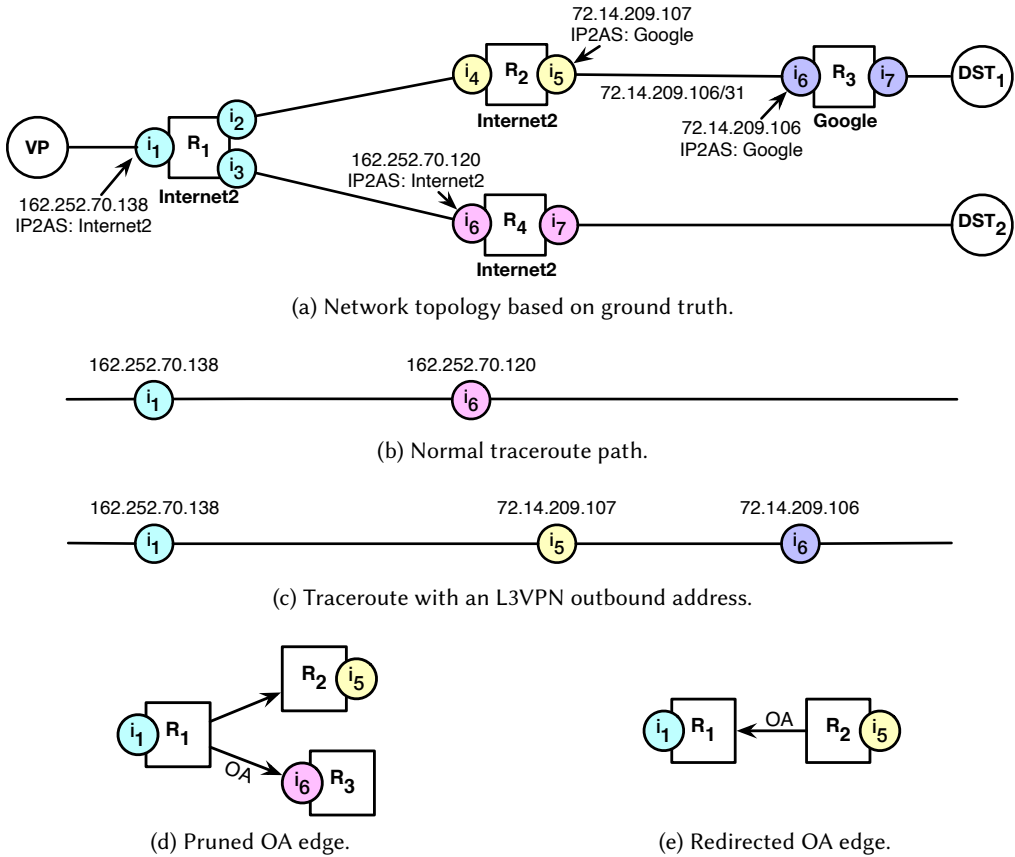 72.14.209.107
IP2AS: Google
i4
R2
i5
i6
R3
i7
DST1
72.14.209.106/31
Internet2
72.14.209.106
IP2AS: Google
Google
VP
i1
R1
i2
i3
162.252.70.138
IP2AS: Internet2
Internet2
162.252.70.120
IP2AS: Internet2
i6
R4
i7
DST2
Internet2
(a) Network topology based on ground truth.
162.252.70.138
162.252.70.120
i1
i6
(b) Normal traceroute path.
162.252.70.138
72.14.209.107
72.14.209.106
i1
i5
i6
(c) Traceroute with an L3VPN outbound address.
R2
i5
i1
R1
OA
i6
R3
(d) Pruned OA edge.
i1
R1
OA
R2
i5
(e) Redirected OA edge.